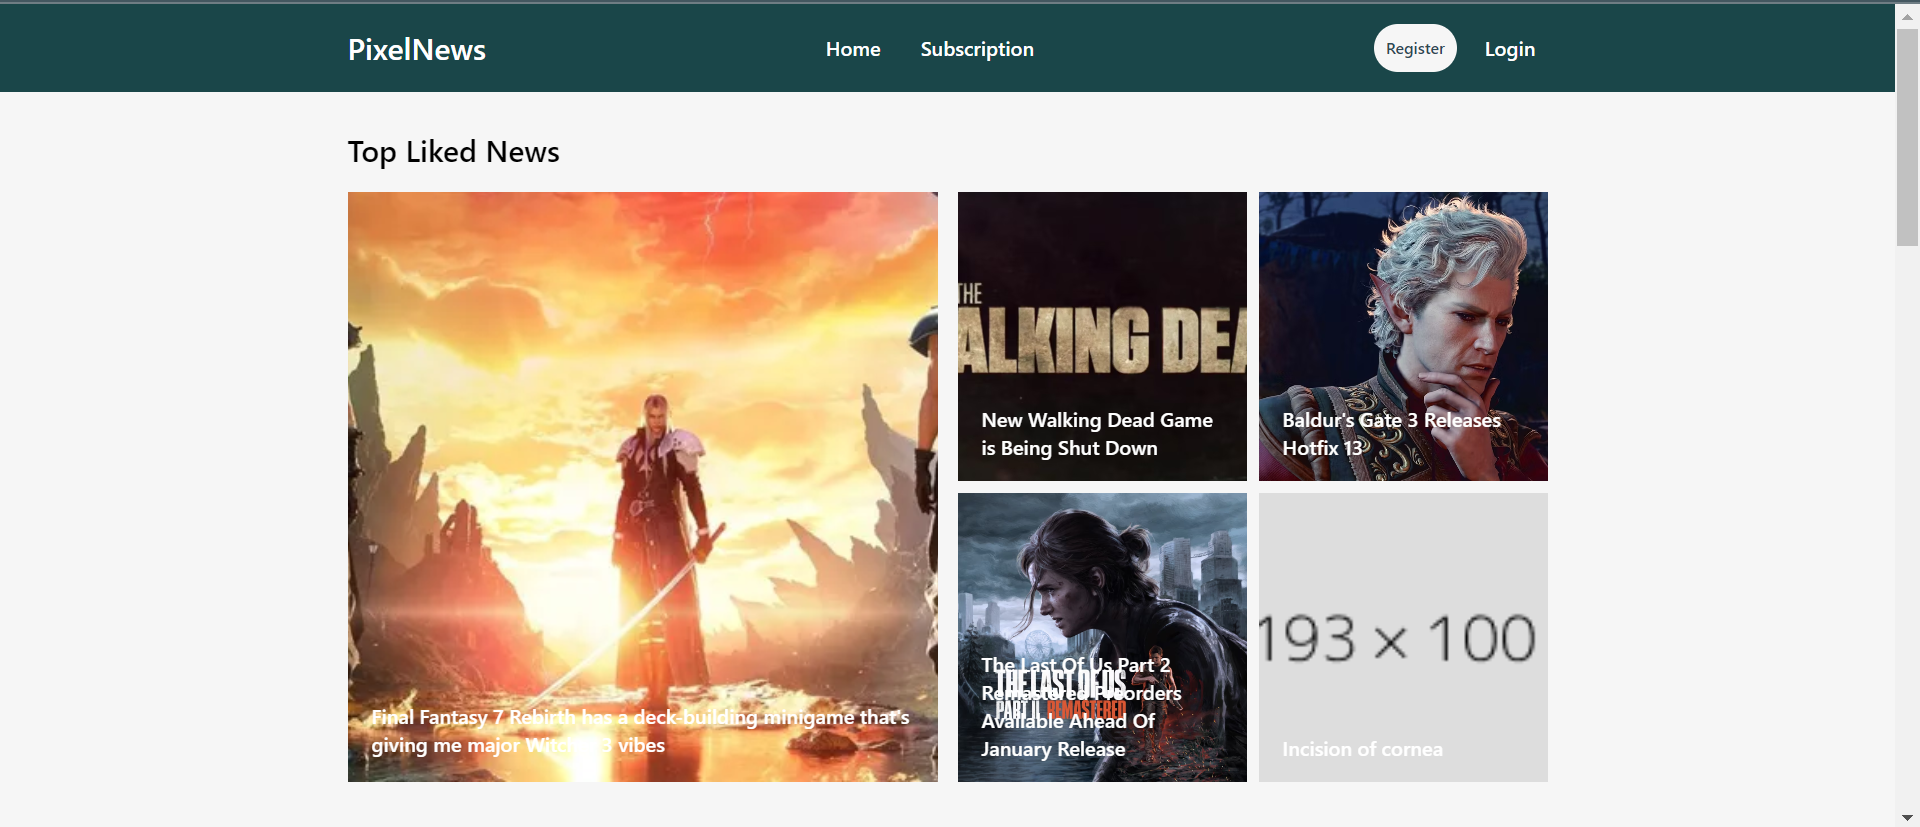 PixelNews
Home
Subscription
Register
Login
Top Liked News
THE
ALKING DEA
New Walking Dead Game
is Being Shut Down
Baldur's Gate 3 Releases
Hotfix 13
Final Fantasy 7 Rebirth has a deck-building minigame that's
giving me major Witcher 3 vibes
The Last Of Us Part 2
Remastered Preorders
Available Ahead Of
January Release
THE LAST OF US
PART II REMASTERED
193 × 100
Incision of cornea